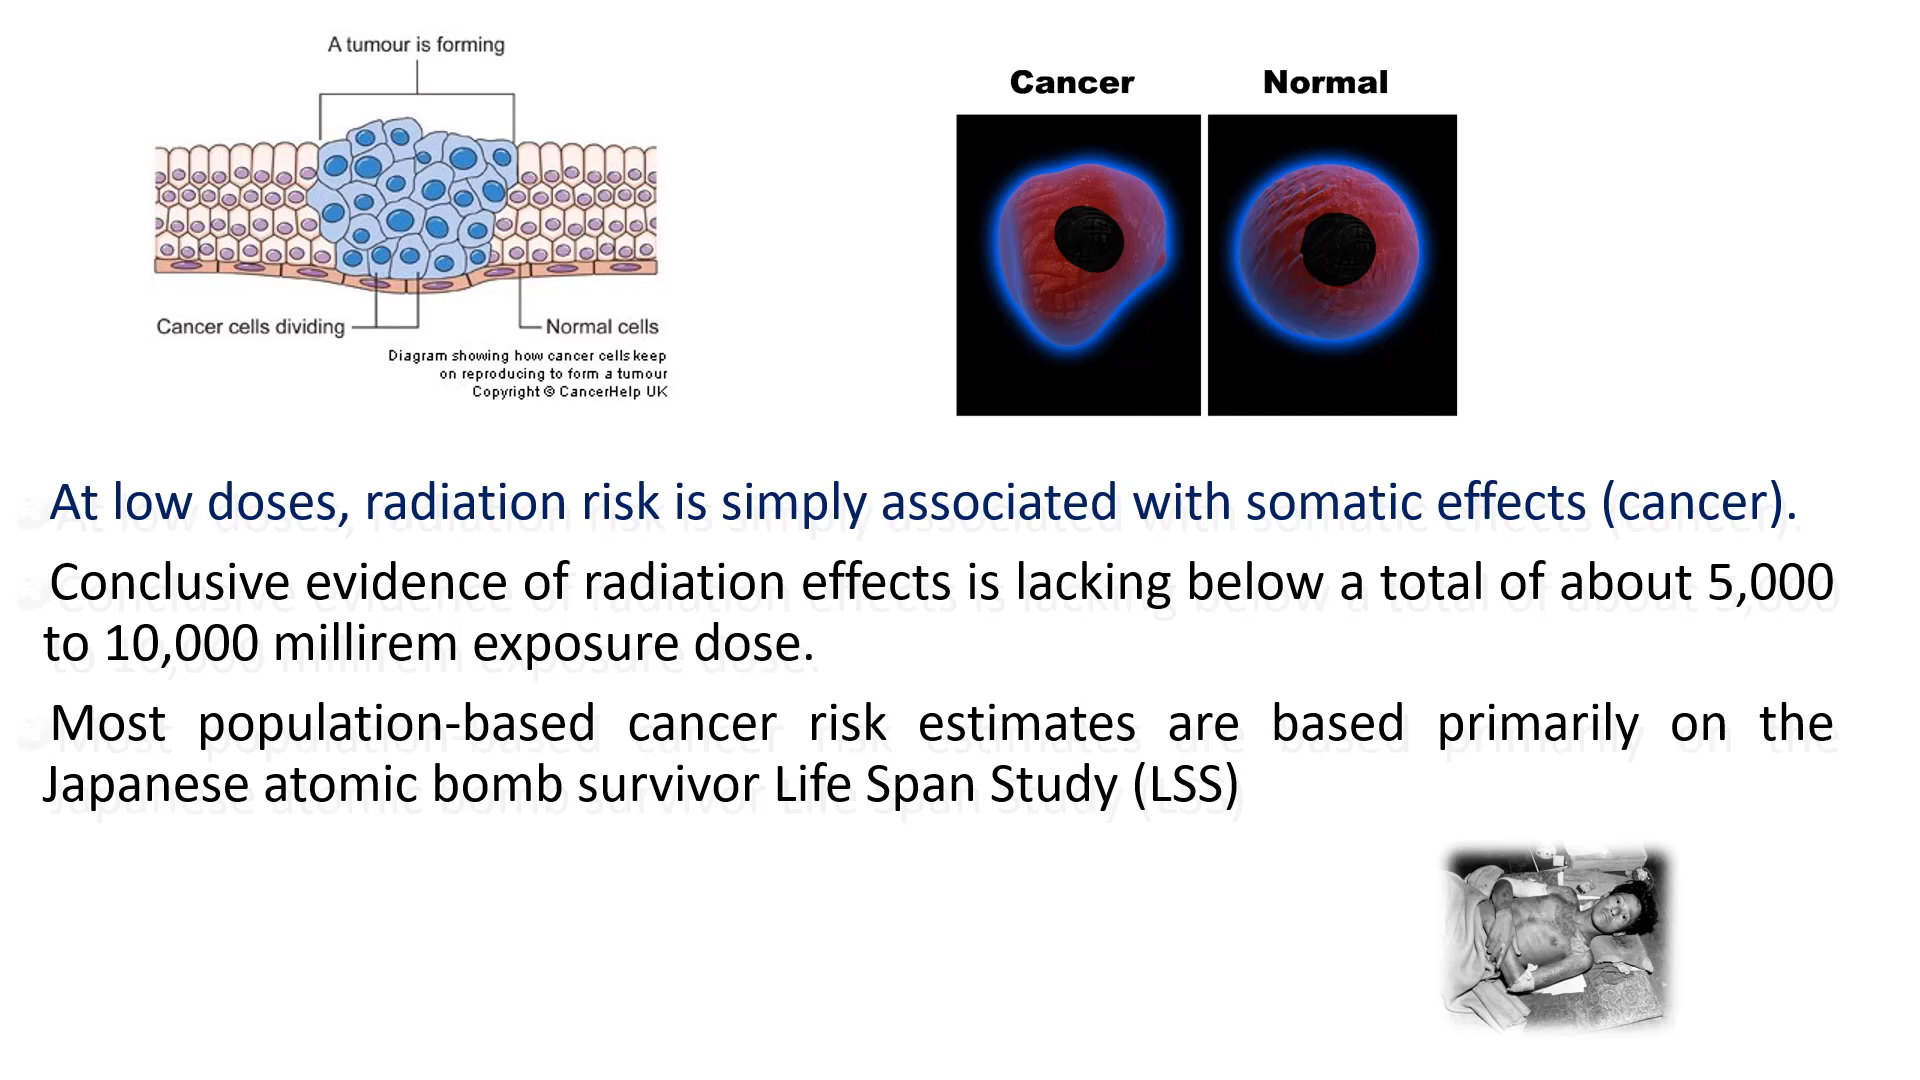 A tumour is forming
Cancer cells dividing
Normal cells
Diagram showing how cancer cells keep
on reproducing to form a tumour
Copyright © CancerHelp UK
Cancer
Normal
At low doses, radiation risk is simply associated with somatic effects (cancer).
Conclusive evidence of radiation effects is lacking below a total of about 5,000
to 10,000 millirem exposure dose.
Most population-based cancer risk estimates are based primarily on the
Japanese atomic bomb survivor Life Span Study (LSS)